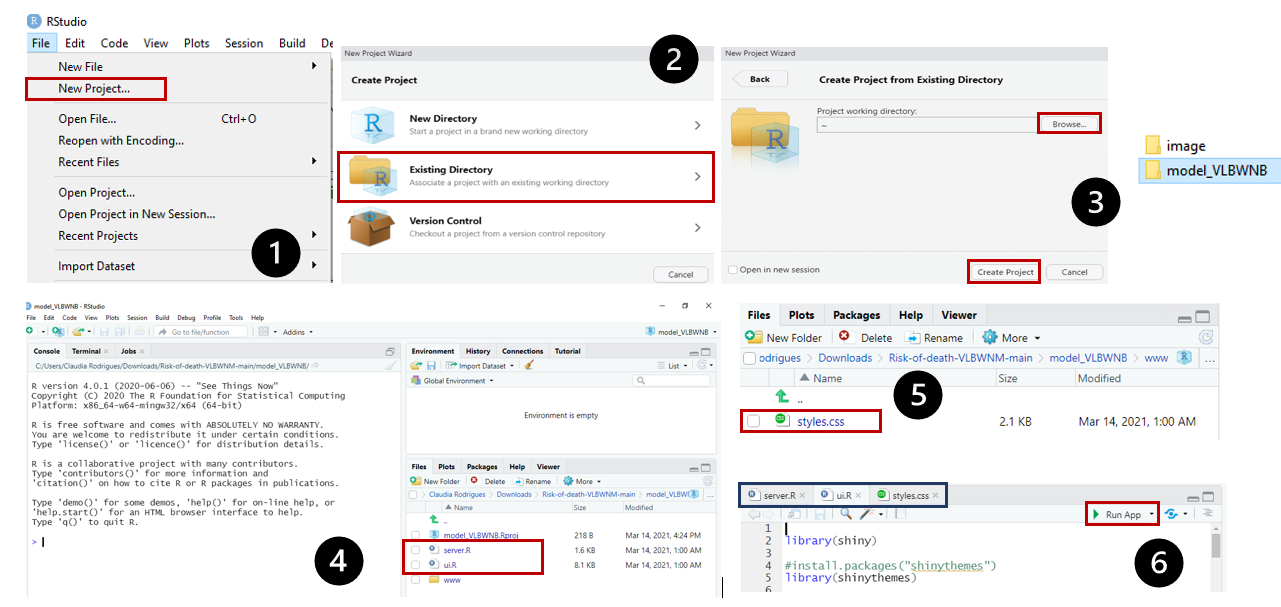 RStudio
File Edit Code View Plots Session Build De
New File
New Project...
Open File... Ctrl+O
Reopen with Encoding...
Recent Files
Open Project...
Open Project in New Session...
Recent Projects
Import Dataset
1
New Project Wizard
2
Create Project
R
New Directory
Start a project in a brand new working directory
R
Existing Directory
Associate a project with an existing working directory
Version Control
Checkout a project from a version control repository
Cancel
New Project Wizard
Back
Create Project from Existing Directory
Project working directory:
~
Browse...
R
3
Open in new session
Create Project
Cancel
image
model_VLBWNB
model_VLBWNB - RStudio
File Edit Code View Plots Session Build Debug Profile Tools Help
Go to file/function
Addins
model_VLBWNB
Console Terminal Jobs
C:/Users/Claudia Rodrigues/Downloads/Risk-of-death-VLBWNM-main/model_VLBWNB/
R version 4.0.1 (2020-06-06) -- "See Things Now"
Copyright (C) 2020 The R Foundation for Statistical Computing
Platform: x86_64-w64-mingw32/x64 (64-bit)
R is free software and comes with ABSOLUTELY NO WARRANTY.
You are welcome to redistribute it under certain conditions.
Type 'license()' or 'licence()' for distribution details.
R is a collaborative project with many contributors.
Type 'contributors()' for more information and
'citation()' on how to cite R or R packages in publications.
Type 'demo()' for some demos, 'help()' for on-line help, or
'help.start()' for an HTML browser interface to help.
Type 'q()' to quit R.
>
4
Environment History Connections Tutorial
Import Dataset
List
Global Environment
Environment is empty
Files Plots Packages Help Viewer
New Folder Delete Rename More
Claudia Rodrigues Downloads Risk-of-death-VLBWNM-main model_VLBWI
Name Size Modified
..
model_VLBWNB.Rproj 218 B Mar 14, 2021, 4:24 PM
server.R 1.6 KB Mar 14, 2021, 1:00 AM
ui.R 8.1 KB Mar 14, 2021, 1:00 AM
www
Files Plots Packages Help Viewer
New Folder Delete Rename More
odrigues Downloads Risk-of-death-VLBWNM-main model_VLBWNB www
...
Name Size Modified
..
5
styles.css 2.1 KB Mar 14, 2021, 1:00 AM
server.R ui.R styles.css
Run App
1
2 library(shiny)
3
4 #install.packages("shinythemes")
5 library(shinythemes)
6
6